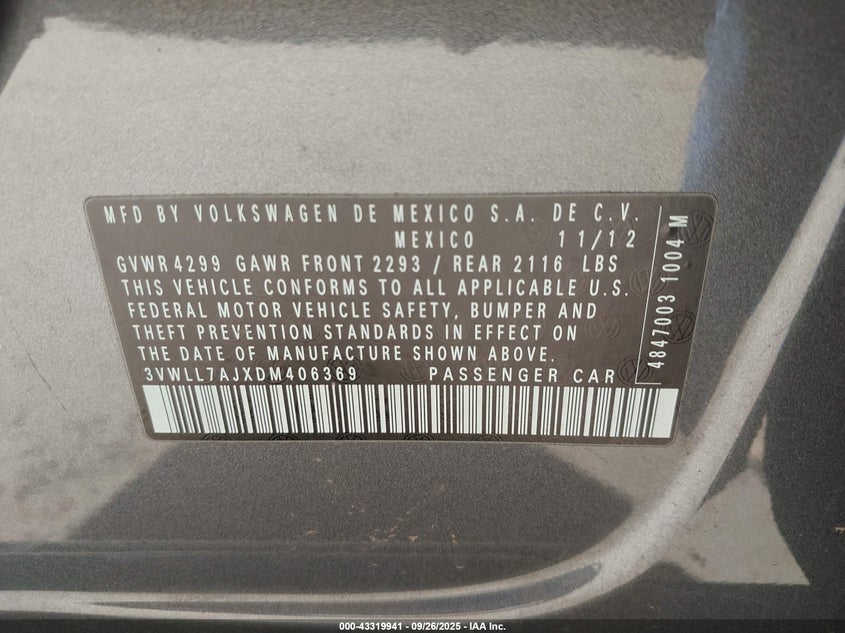 MFD BY VOLKSWAGEN DE MEXICO S.A. DE C.V.
MEXICO 11/12
GVWR 4299 GAWR FRONT 2293 / REAR 2116 LBS
THIS VEHICLE CONFORMS TO ALL APPLICABLE U.S.
FEDERAL MOTOR VEHICLE SAFETY, BUMPER AND
THEFT PREVENTION STANDARDS IN EFFECT ON
THE DATE OF MANUFACTURE SHOWN ABOVE.
3VWLL7AJXDM406369 PASSENGER CAR
4847003 1004 M
000-43319941 - 09/26/2025 - IAA Inc.